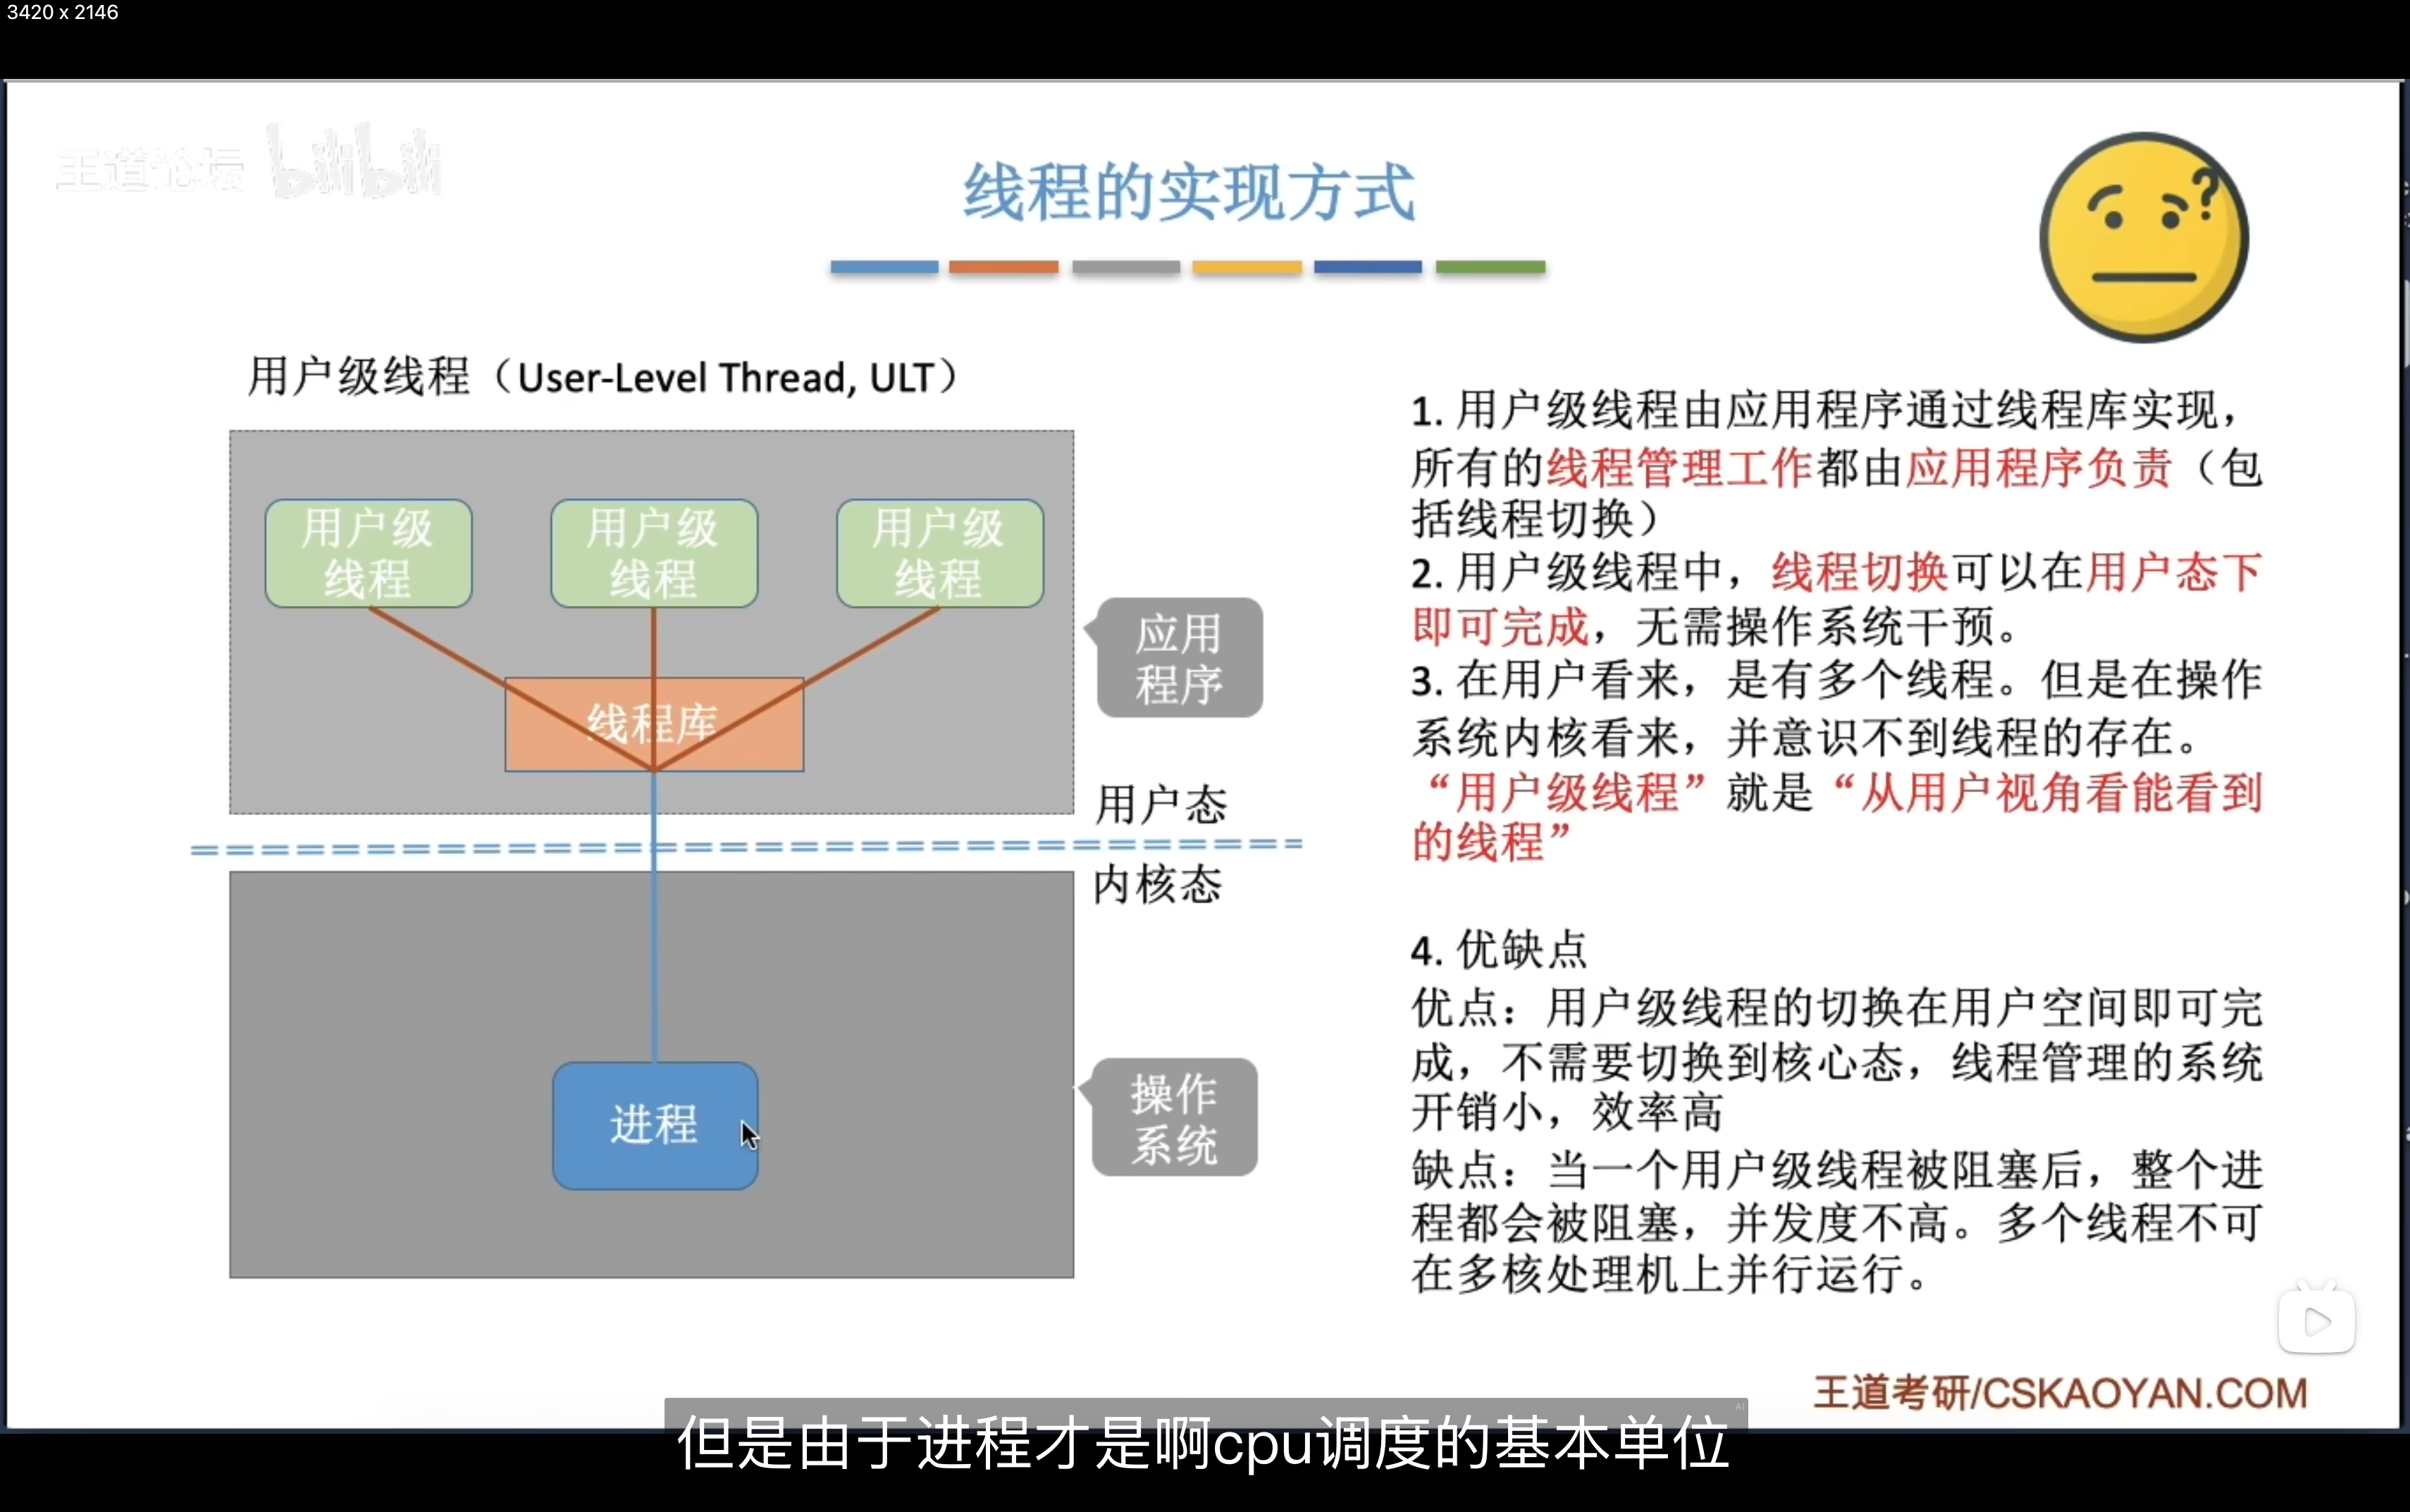 3420 x 2146
王道论坛 bilibili
线程的实现方式
?
用户级线程（User-Level Thread, ULT）
用户级
线程
用户级
线程
用户级
线程
线程库
应用
程序
用户态
内核态
进程
操作
系统
1. 用户级线程由应用程序通过线程库实现，
所有的线程管理工作都由应用程序负责（包
括线程切换）
2. 用户级线程中，线程切换可以在用户态下
即可完成，无需操作系统干预。
3. 在用户看来，是有多个线程。但是在操作
系统内核看来，并意识不到线程的存在。
“用户级线程”就是“从用户视角看能看到
的线程”
4. 优缺点
优点：用户级线程的切换在用户空间即可完
成，不需要切换到核心态，线程管理的系统
开销小，效率高
缺点：当一个用户级线程被阻塞后，整个进
程都会被阻塞，并发度不高。多个线程不可
在多核处理机上并行运行。
王道考研/CSKAOYAN.COM
AI
但是由于进程才是啊cpu调度的基本单位